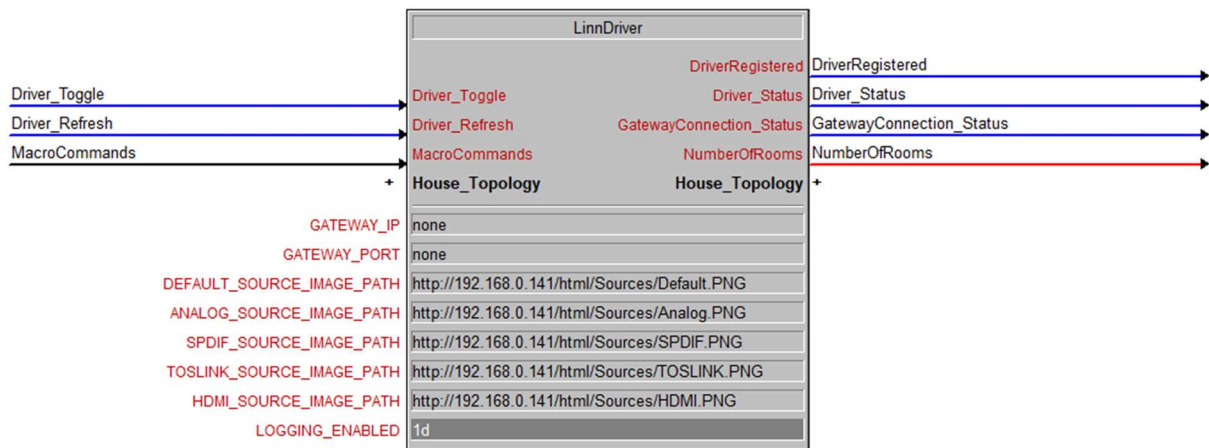 LinnDriver
DriverRegistered DriverRegistered
Driver_Toggle Driver_Toggle Driver_Status Driver_Status
Driver_Refresh Driver_Refresh GatewayConnection_Status GatewayConnection_Status
MacroCommands MacroCommands NumberOfRooms NumberOfRooms
+ House_Topology House_Topology +
GATEWAY_IP none
GATEWAY_PORT none
DEFAULT_SOURCE_IMAGE_PATH http://192.168.0.141/html/Sources/Default.PNG
ANALOG_SOURCE_IMAGE_PATH http://192.168.0.141/html/Sources/Analog.PNG
SPDIF_SOURCE_IMAGE_PATH http://192.168.0.141/html/Sources/SPDIF.PNG
TOSLINK_SOURCE_IMAGE_PATH http://192.168.0.141/html/Sources/TOSLINK.PNG
HDMI_SOURCE_IMAGE_PATH http://192.168.0.141/html/Sources/HDMI.PNG
LOGGING_ENABLED 1d